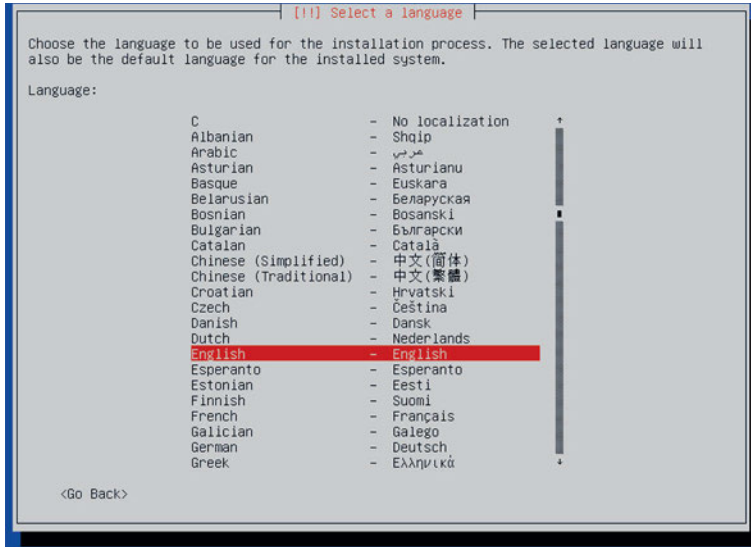 [!!] Select a language
Choose the language to be used for the installation process. The selected language will
also be the default language for the installed system.
Language:
C - No localization
Albanian - Shqip
Arabic - عربي
Asturian - Asturianu
Basque - Euskara
Belarusian - Беларуская
Bosnian - Bosanski
Bulgarian - Български
Catalan - Català
Chinese (Simplified) - 中文(简体)
Chinese (Traditional) - 中文(繁體)
Croatian - Hrvatski
Czech - Čeština
Danish - Dansk
Dutch - Nederlands
English - English
Esperanto - Esperanto
Estonian - Eesti
Finnish - Suomi
French - Français
Galician - Galego
German - Deutsch
Greek - Ελληνικά
<Go Back>